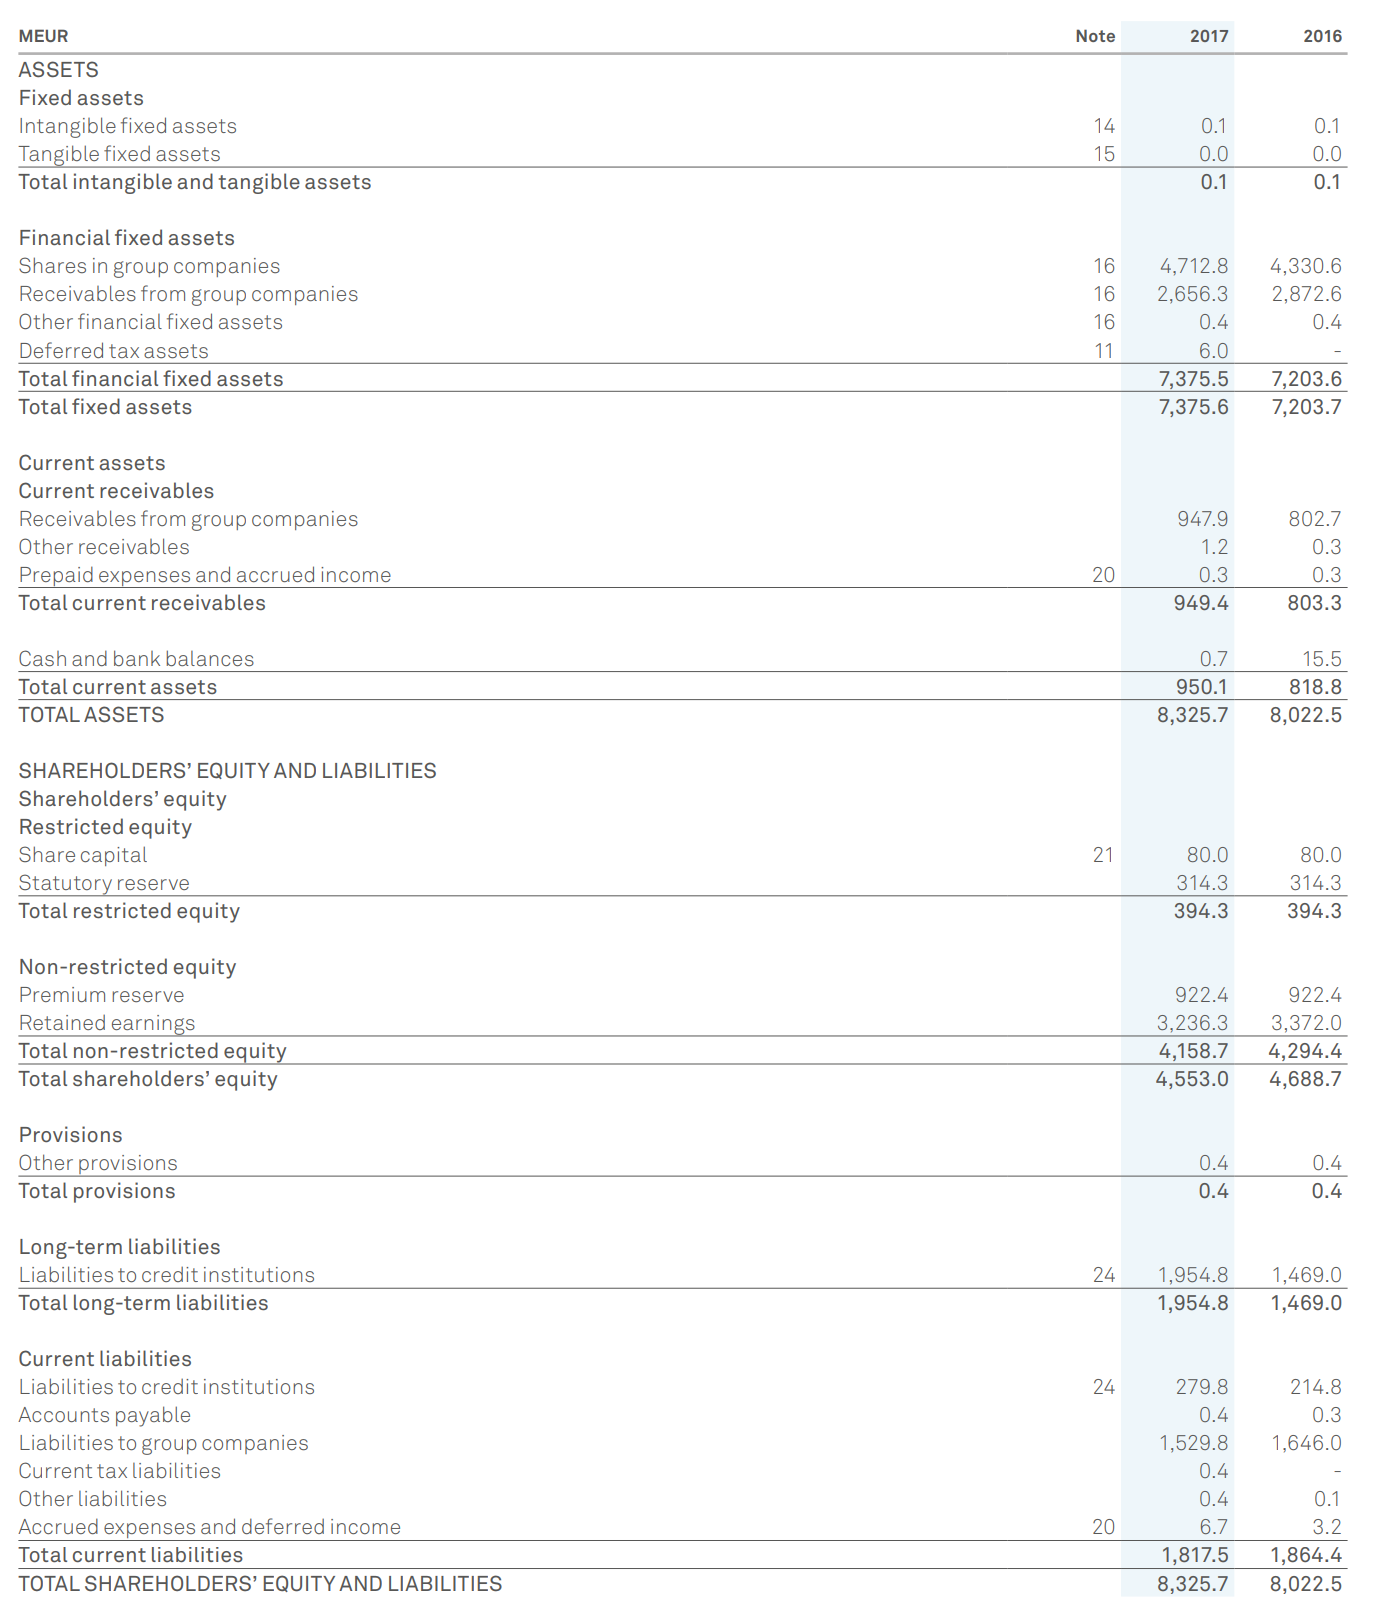 MEUR Note 2017 2016
ASSETS
Fixed assets
Intangible fixed assets 14 0.1 0.1
Tangible fixed assets 15 0.0 0.0
Total intangible and tangible assets 0.1 0.1
Financial fixed assets
Shares in group companies 16 4,712.8 4,330.6
Receivables from group companies 16 2,656.3 2,872.6
Other financial fixed assets 16 0.4 0.4
Deferred tax assets 11 6.0 -
Total financial fixed assets 7,375.5 7,203.6
Total fixed assets 7,375.6 7,203.7
Current assets
Current receivables
Receivables from group companies 947.9 802.7
Other receivables 1.2 0.3
Prepaid expenses and accrued income 20 0.3 0.3
Total current receivables 949.4 803.3
Cash and bank balances 0.7 15.5
Total current assets 950.1 818.8
TOTAL ASSETS 8,325.7 8,022.5
SHAREHOLDERS’ EQUITY AND LIABILITIES
Shareholders’ equity
Restricted equity
Share capital 21 80.0 80.0
Statutory reserve 314.3 314.3
Total restricted equity 394.3 394.3
Non-restricted equity
Premium reserve 922.4 922.4
Retained earnings 3,236.3 3,372.0
Total non-restricted equity 4,158.7 4,294.4
Total shareholders’ equity 4,553.0 4,688.7
Provisions
Other provisions 0.4 0.4
Total provisions 0.4 0.4
Long-term liabilities
Liabilities to credit institutions 24 1,954.8 1,469.0
Total long-term liabilities 1,954.8 1,469.0
Current liabilities
Liabilities to credit institutions 24 279.8 214.8
Accounts payable 0.4 0.3
Liabilities to group companies 1,529.8 1,646.0
Current tax liabilities 0.4 -
Other liabilities 0.4 0.1
Accrued expenses and deferred income 20 6.7 3.2
Total current liabilities 1,817.5 1,864.4
TOTAL SHAREHOLDERS’ EQUITY AND LIABILITIES 8,325.7 8,022.5